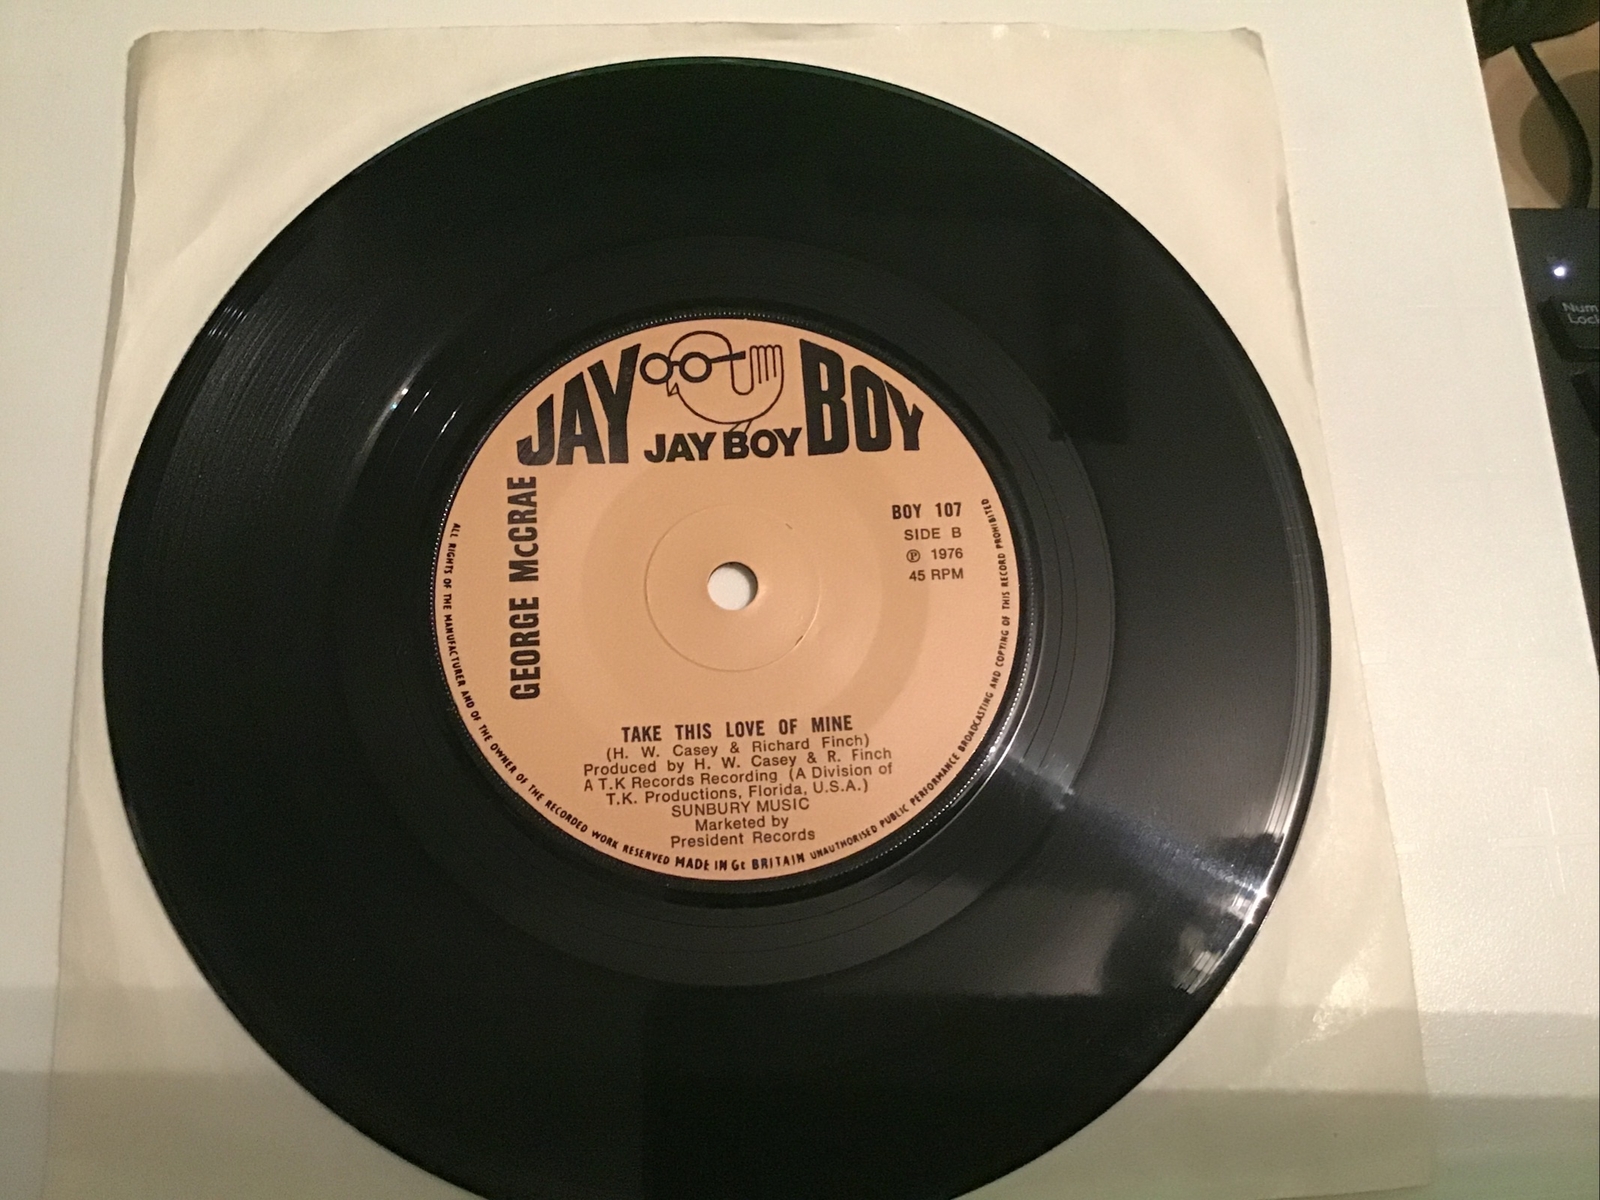 JAY BOY
JAY BOY
GEORGE McCRAE
BOY 107
SIDE B
Ⓟ 1976
45 RPM
TAKE THIS LOVE OF MINE
(H. W. Casey & Richard Finch)
Produced by H. W. Casey & R. Finch
A T.K Records Recording (A Division of
T.K. Productions, Florida, U.S.A.)
SUNBURY MUSIC
Marketed by
President Records
ALL RIGHTS OF THE MANUFACTURER AND OF THE OWNER OF THE RECORDED WORK RESERVED MADE IN Gt BRITAIN UNAUTHORISED PUBLIC PERFORMANCE BROADCASTING AND COPYING OF THIS RECORD PROHIBITED
Num
Lock